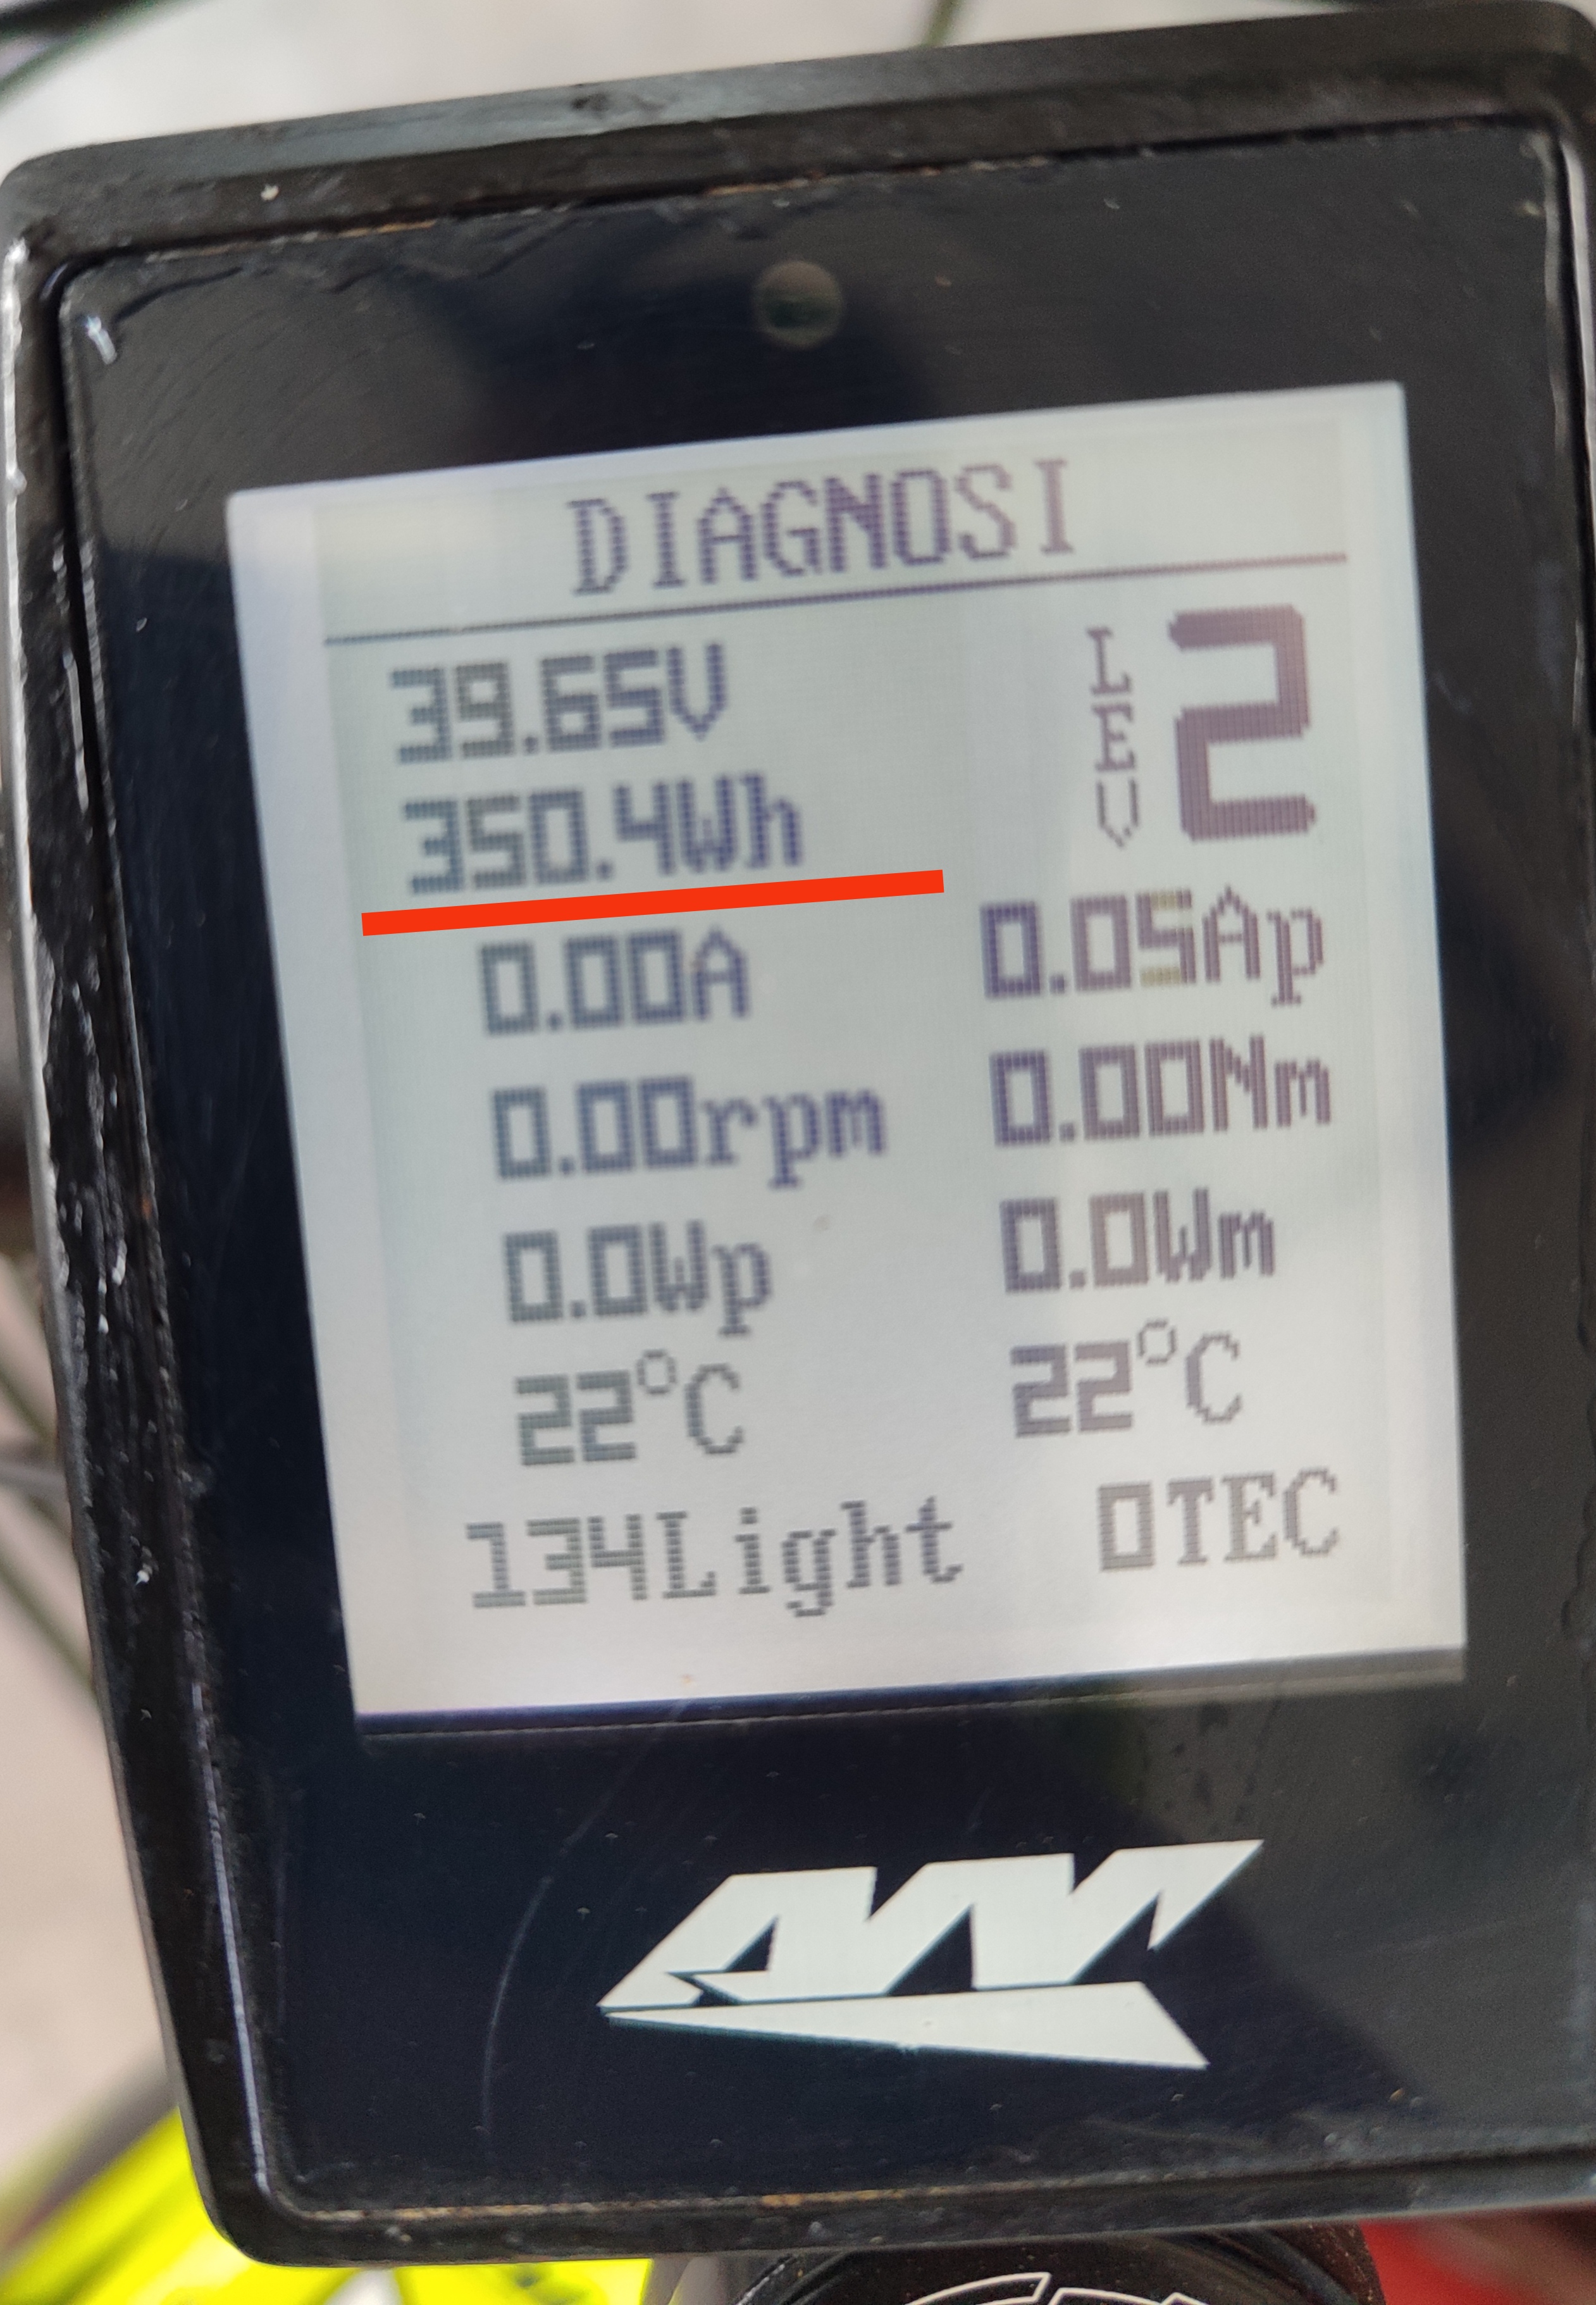 DIAGNOSI
39.65V
LEV 2
350.4Wh
0.00A 0.05Ap
0.00rpm 0.00Nm
0.0Wp 0.0Wm
22°C 22°C
134Light 0TEC